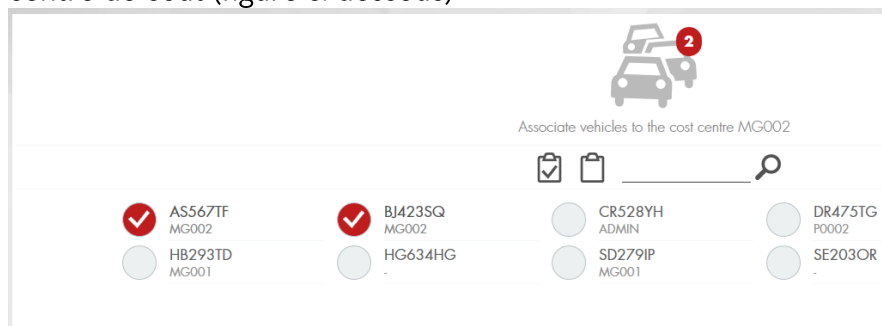 2
Associate vehicles to the cost centre MG002
AS567TF
MG002
BJ423SQ
MG002
CR528YH
ADMIN
DR475TG
P0002
HB293TD
MG001
HG634HG
-
SD279IP
MG001
SE203OR
-